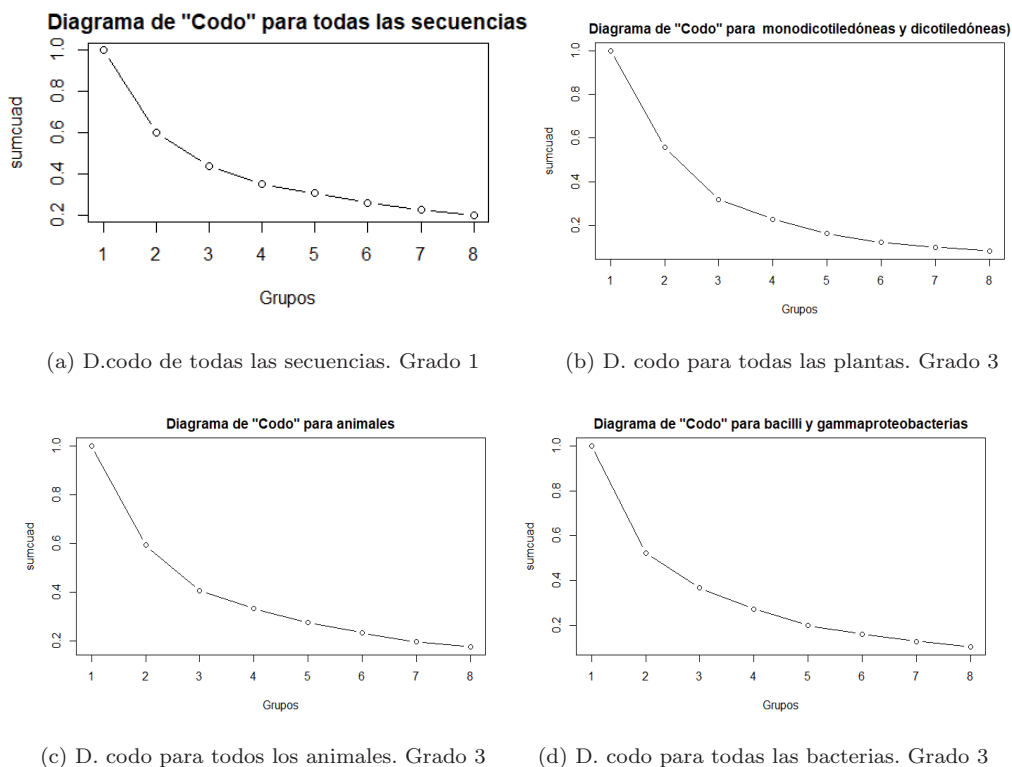 Diagrama de "Codo" para todas las secuencias
sumcuad
1.0
0.8
0.6
0.4
0.2
1 2 3 4 5 6 7 8
Grupos
(a) D.codo de todas las secuencias. Grado 1
Diagrama de "Codo" para monodicotiledóneas y dicotiledóneas)
sumcuad
1.0
0.8
0.6
0.4
0.2
1 2 3 4 5 6 7 8
Grupos
(b) D. codo para todas las plantas. Grado 3
Diagrama de "Codo" para animales
sumcuad
1.0
0.8
0.6
0.4
0.2
1 2 3 4 5 6 7 8
Grupos
(c) D. codo para todos los animales. Grado 3
Diagrama de "Codo" para bacilli y gammaproteobacterias
sumcuad
1.0
0.8
0.6
0.4
0.2
1 2 3 4 5 6 7 8
Grupos
(d) D. codo para todas las bacterias. Grado 3